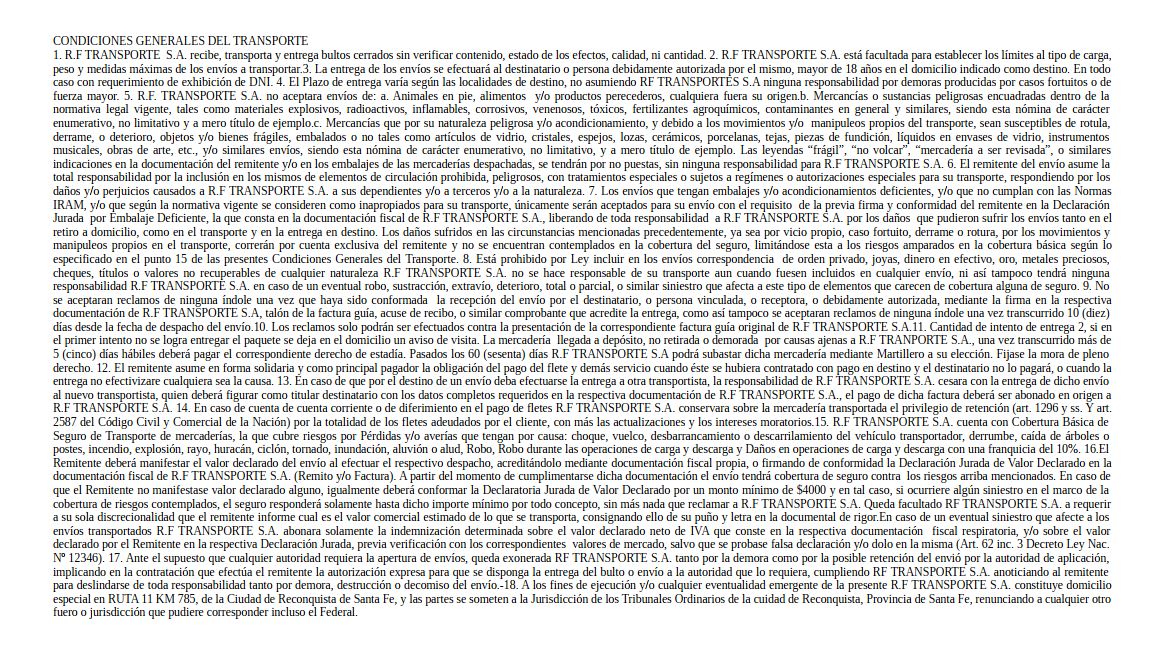 CONDICIONES GENERALES DEL TRANSPORTE
1. R.F TRANSPORTE S.A. recibe, transporta y entrega bultos cerrados sin verificar contenido, estado de los efectos, calidad, ni cantidad. 2. R.F TRANSPORTE S.A. está facultada para establecer los límites al tipo de carga,
peso y medidas máximas de los envíos a transportar.3. La entrega de los envíos se efectuará al destinatario o persona debidamente autorizada por el mismo, mayor de 18 años en el domicilio indicado como destino. En todo
caso con requerimiento de exhibición de DNI. 4. El Plazo de entrega varía según las localidades de destino, no asumiendo RF TRANSPORTES S.A ninguna responsabilidad por demoras producidas por casos fortuitos o de
fuerza mayor. 5. R.F. TRANSPORTE S.A. no aceptara envíos de: a. Animales en pie, alimentos y/o productos perecederos, cualquiera fuera su origen.b. Mercancías o sustancias peligrosas encuadradas dentro de la
normativa legal vigente, tales como materiales explosivos, radioactivos, inflamables, corrosivos, venenosos, tóxicos, fertilizantes agroquímicos, contaminantes en general y similares, siendo esta nómina de carácter
enumerativo, no limitativo y a mero título de ejemplo.c. Mercancías que por su naturaleza peligrosa y/o acondicionamiento, y debido a los movimientos y/o manipuleos propios del transporte, sean susceptibles de rotula,
derrame, o deterioro, objetos y/o bienes frágiles, embalados o no tales como artículos de vidrio, cristales, espejos, lozas, cerámicos, porcelanas, tejas, piezas de fundición, líquidos en envases de vidrio, instrumentos
musicales, obras de arte, etc., y/o similares envíos, siendo esta nómina de carácter enumerativo, no limitativo, y a mero título de ejemplo. Las leyendas “frágil”, “no volcar”, “mercadería a ser revisada”, o similares
indicaciones en la documentación del remitente y/o en los embalajes de las mercaderías despachadas, se tendrán por no puestas, sin ninguna responsabilidad para R.F TRANSPORTE S.A. 6. El remitente del envío asume la
total responsabilidad por la inclusión en los mismos de elementos de circulación prohibida, peligrosos, con tratamientos especiales o sujetos a regímenes o autorizaciones especiales para su transporte, respondiendo por los
daños y/o perjuicios causados a R.F TRANSPORTE S.A. a sus dependientes y/o a terceros y/o a la naturaleza. 7. Los envíos que tengan embalajes y/o acondicionamientos deficientes, y/o que no cumplan con las Normas
IRAM, y/o que según la normativa vigente se consideren como inapropiados para su transporte, únicamente serán aceptados para su envío con el requisito de la previa firma y conformidad del remitente en la Declaración
Jurada por Embalaje Deficiente, la que consta en la documentación fiscal de R.F TRANSPORTE S.A., liberando de toda responsabilidad a R.F TRANSPORTE S.A. por los daños que pudieron sufrir los envíos tanto en el
retiro a domicilio, como en el transporte y en la entrega en destino. Los daños sufridos en las circunstancias mencionadas precedentemente, ya sea por vicio propio, caso fortuito, derrame o rotura, por los movimientos y
manipuleos propios en el transporte, correrán por cuenta exclusiva del remitente y no se encuentran contemplados en la cobertura del seguro, limitándose esta a los riesgos amparados en la cobertura básica según lo
especificado en el punto 15 de las presentes Condiciones Generales del Transporte. 8. Está prohibido por Ley incluir en los envíos correspondencia de orden privado, joyas, dinero en efectivo, oro, metales preciosos,
cheques, títulos o valores no recuperables de cualquier naturaleza R.F TRANSPORTE S.A. no se hace responsable de su transporte aun cuando fuesen incluidos en cualquier envío, ni así tampoco tendrá ninguna
responsabilidad R.F TRANSPORTE S.A. en caso de un eventual robo, sustracción, extravío, deterioro, total o parcial, o similar siniestro que afecta a este tipo de elementos que carecen de cobertura alguna de seguro. 9. No
se aceptaran reclamos de ninguna índole una vez que haya sido conformada la recepción del envío por el destinatario, o persona vinculada, o receptora, o debidamente autorizada, mediante la firma en la respectiva
documentación de R.F TRANSPORTE S.A, talón de la factura guía, acuse de recibo, o similar comprobante que acredite la entrega, como así tampoco se aceptaran reclamos de ninguna índole una vez transcurrido 10 (diez)
días desde la fecha de despacho del envío.10. Los reclamos solo podrán ser efectuados contra la presentación de la correspondiente factura guía original de R.F TRANSPORTE S.A.11. Cantidad de intento de entrega 2, si en
el primer intento no se logra entregar el paquete se deja en el domicilio un aviso de visita. La mercadería llegada a depósito, no retirada o demorada por causas ajenas a R.F TRANPORTE S.A., una vez transcurrido más de
5 (cinco) días hábiles deberá pagar el correspondiente derecho de estadía. Pasados los 60 (sesenta) días R.F TRANSPORTE S.A podrá subastar dicha mercadería mediante Martillero a su elección. Fijase la mora de pleno
derecho. 12. El remitente asume en forma solidaria y como principal pagador la obligación del pago del flete y demás servicio cuando éste se hubiera contratado con pago en destino y el destinatario no lo pagará, o cuando la
entrega no efectivizare cualquiera sea la causa. 13. En caso de que por el destino de un envío deba efectuarse la entrega a otra transportista, la responsabilidad de R.F TRANSPORTE S.A. cesara con la entrega de dicho envío
al nuevo transportista, quien deberá figurar como titular destinatario con los datos completos requeridos en la respectiva documentación de R.F TRANSPORTE S.A., el pago de dicha factura deberá ser abonado en origen a
R.F TRANSPORTE S.A. 14. En caso de cuenta de cuenta corriente o de diferimiento en el pago de fletes R.F TRANSPORTE S.A. conservara sobre la mercadería transportada el privilegio de retención (art. 1296 y ss. Y art.
2587 del Código Civil y Comercial de la Nación) por la totalidad de los fletes adeudados por el cliente, con más las actualizaciones y los intereses moratorios.15. R.F TRANSPORTE S.A. cuenta con Cobertura Básica de
Seguro de Transporte de mercaderías, la que cubre riesgos por Pérdidas y/o averías que tengan por causa: choque, vuelco, desbarrancamiento o descarrilamiento del vehículo transportador, derrumbe, caída de árboles o
postes, incendio, explosión, rayo, huracán, ciclón, tornado, inundación, aluvión o alud, Robo, Robo durante las operaciones de carga y descarga y Daños en operaciones de carga y descarga con una franquicia del 10%. 16.El
Remitente deberá manifestar el valor declarado del envío al efectuar el respectivo despacho, acreditándolo mediante documentación fiscal propia, o firmando de conformidad la Declaración Jurada de Valor Declarado en la
documentación fiscal de R.F TRANSPORTE S.A. (Remito y/o Factura). A partir del momento de cumplimentarse dicha documentación el envío tendrá cobertura de seguro contra los riesgos arriba mencionados. En caso de
que el Remitente no manifestase valor declarado alguno, igualmente deberá conformar la Declaratoria Jurada de Valor Declarado por un monto mínimo de $4000 y en tal caso, si ocurriere algún siniestro en el marco de la
cobertura de riesgos contemplados, el seguro responderá solamente hasta dicho importe mínimo por todo concepto, sin más nada que reclamar a R.F TRANSPORTE S.A. Queda facultado RF TRANSPORTE S.A. a requerir
a su sola discrecionalidad que el remitente informe cual es el valor comercial estimado de lo que se transporta, consignando ello de su puño y letra en la documental de rigor.En caso de un eventual siniestro que afecte a los
envíos transportados R.F TRANSPORTE S.A. abonara solamente la indemnización determinada sobre el valor declarado neto de IVA que conste en la respectiva documentación fiscal respiratoria, y/o sobre el valor
declarado por el Remitente en la respectiva Declaración Jurada, previa verificación con los correspondientes valores de mercado, salvo que se probase falsa declaración y/o dolo en la misma (Art. 62 inc. 3 Decreto Ley Nac.
Nº 12346). 17. Ante el supuesto que cualquier autoridad requiera la apertura de envíos, queda exonerada RF TRANSPORTE S.A. tanto por la demora como por la posible retención del envió por la autoridad de aplicación,
implicando en la contratación que efectúa el remitente la autorización expresa para que se disponga la entrega del bulto o envío a la autoridad que lo requiera, cumpliendo RF TRANSPORTE S.A. anoticiando al remitente
para deslindarse de toda responsabilidad tanto por demora, destrucción o decomiso del envío.-18. A los fines de ejecución y/o cualquier eventualidad emergente de la presente R.F TRANSPORTE S.A. constituye domicilio
especial en RUTA 11 KM 785, de la Ciudad de Reconquista de Santa Fe, y las partes se someten a la Jurisdicción de los Tribunales Ordinarios de la cuidad de Reconquista, Provincia de Santa Fe, renunciando a cualquier otro
fuero o jurisdicción que pudiere corresponder incluso el Federal.